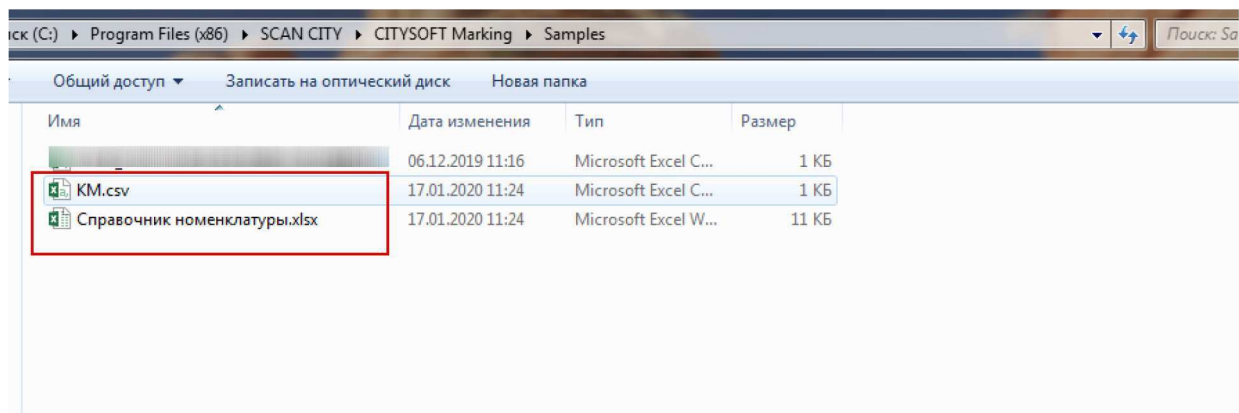 иск (C:) ▸ Program Files (x86) ▸ SCAN CITY ▸ CITYSOFT Marking ▸ Samples Поиск: Sa
Общий доступ Записать на оптический диск Новая папка
Имя Дата изменения Тип Размер
06.12.2019 11:16 Microsoft Excel C... 1 КБ
KM.csv 17.01.2020 11:24 Microsoft Excel C... 1 КБ
Справочник номенклатуры.xlsx 17.01.2020 11:24 Microsoft Excel W... 11 КБ